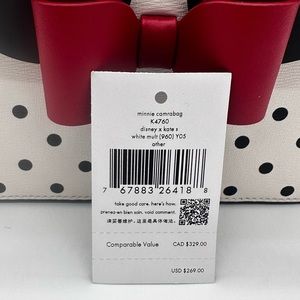 minnie camrabag
K4760
disney x kate s
white mult (960) Y05
other
7 67883 26418 8
take good care. here's how.
prenez-en bien soin. voici comment.
Comparable Value CAD $329.00
USD $269.00